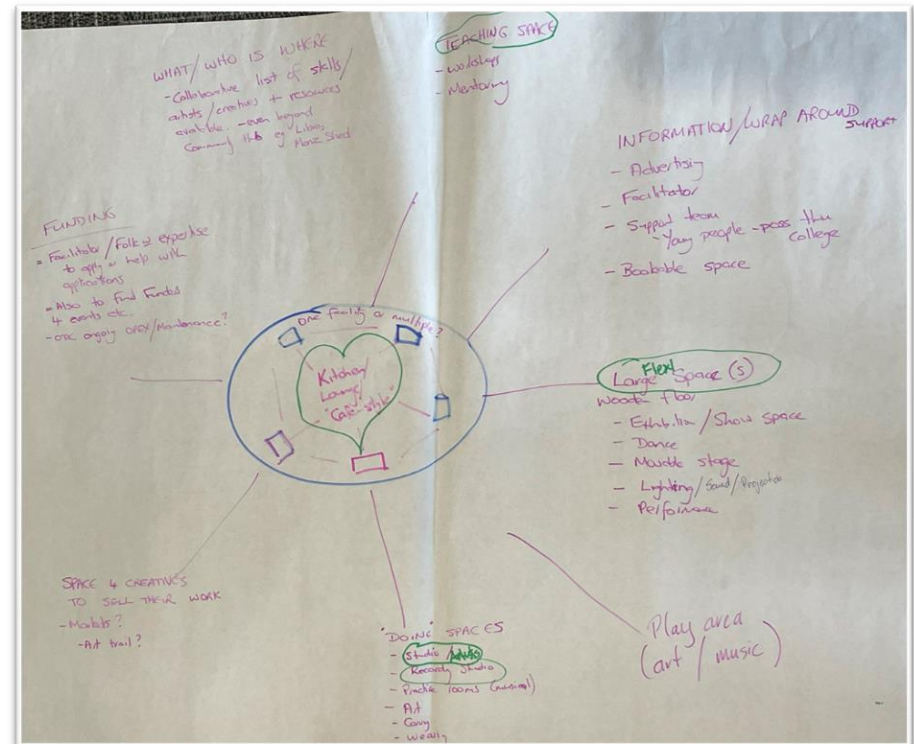 WHAT/WHO IS WHERE
- Collaborative list of skills/
artists/creatives + resources
available. - even beyond
Community Hub eg Library,
Menz Shed
TEACHING SPACE
- Workshops
- Mentoring
INFORMATION/WRAP AROUND
SUPPORT
- Advertising
- Facilitator
- Support team
- Young people - pass thru
College
- Bookable space
FUNDING
- Facilitator/Folk expertise
to apply or help with
applications
- Also to find Funds
4 events etc.
- ongoing OPEX/Maintenance?
One facility or multiple?
Kitchen/
Lounge/
"Cafe-style"
Flexi
Large Space (s)
Wooden floor
- Exhibition / Show space
- Dance
- Movable stage
- Lighting/Sound/Projection
- Performance
SPACE 4 CREATIVES
TO SELL THEIR WORK
- Markets?
- Art trail?
"DOING" SPACES
- Studio/
- Recording Studio
- Practice rooms (musical)
- Art
-
-
Play area
(art / music)